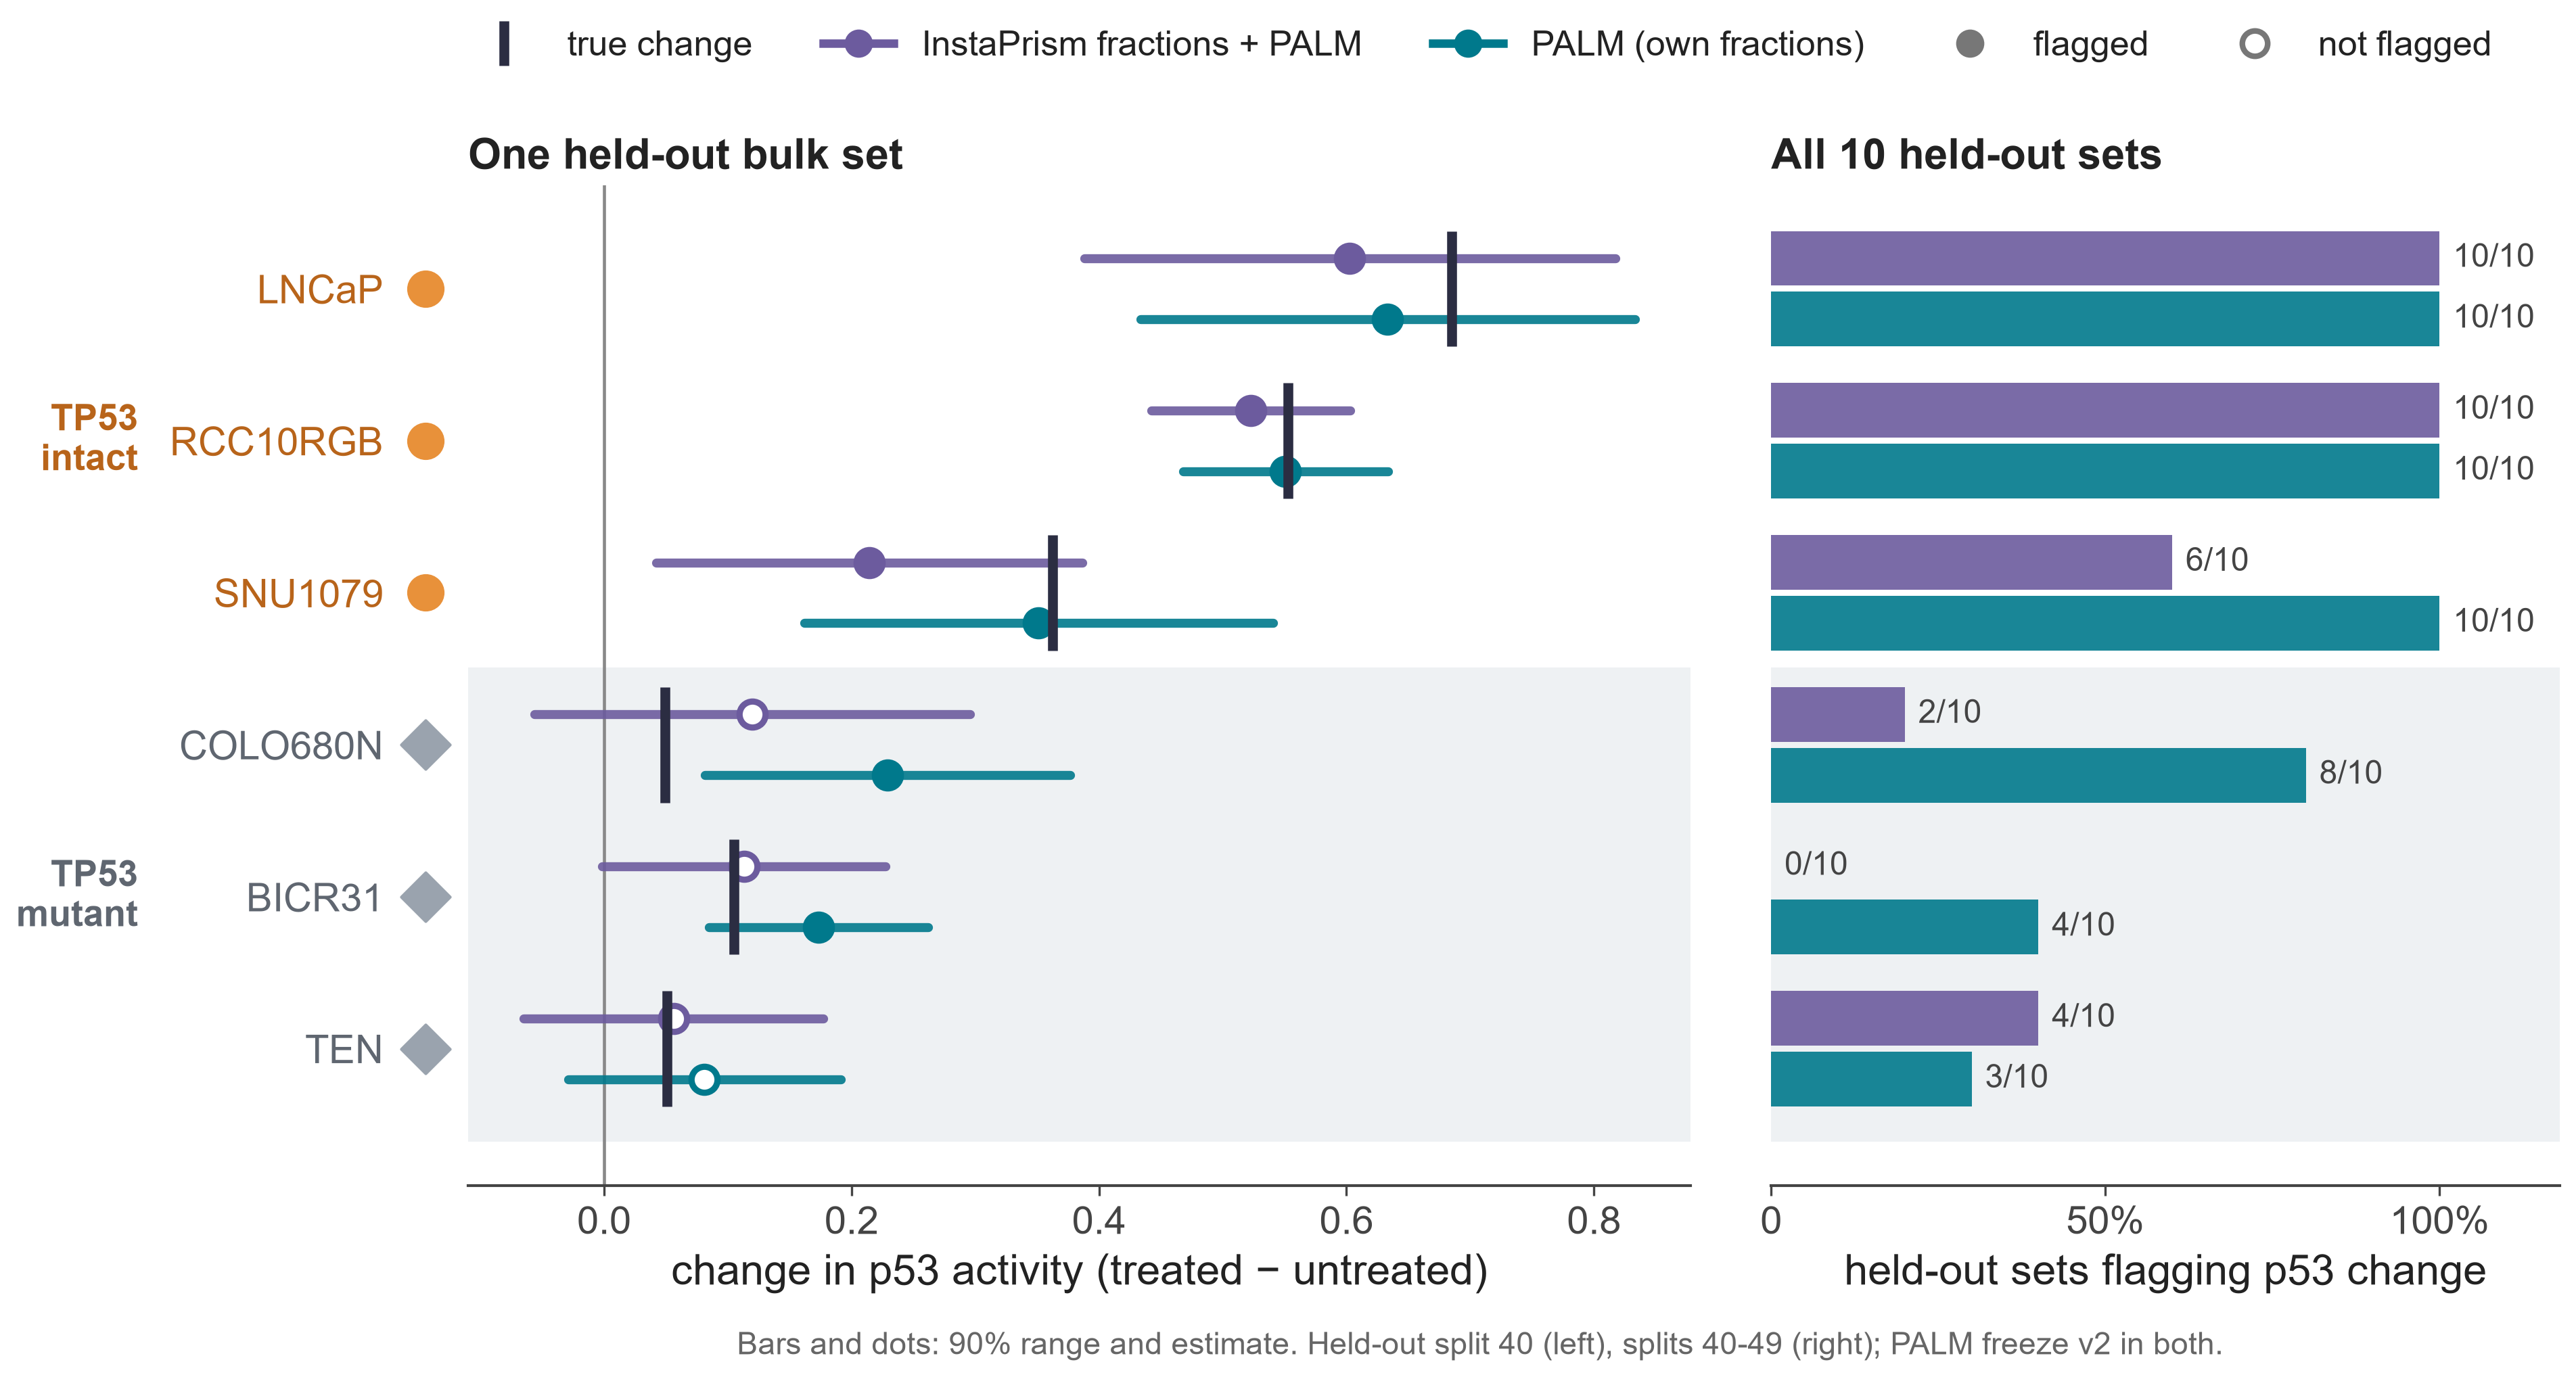 true change
InstaPrism fractions + PALM
PALM (own fractions)
flagged
not flagged
One held-out bulk set
All 10 held-out sets
TP53
intact
LNCaP
10/10
10/10
RCC10RGB
10/10
10/10
SNU1079
6/10
10/10
TP53
mutant
COLO680N
2/10
8/10
BICR31
0/10
4/10
TEN
4/10
3/10
0.0 0.2 0.4 0.6 0.8
change in p53 activity (treated − untreated)
0 50% 100%
held-out sets flagging p53 change
Bars and dots: 90% range and estimate. Held-out split 40 (left), splits 40-49 (right); PALM freeze v2 in both.